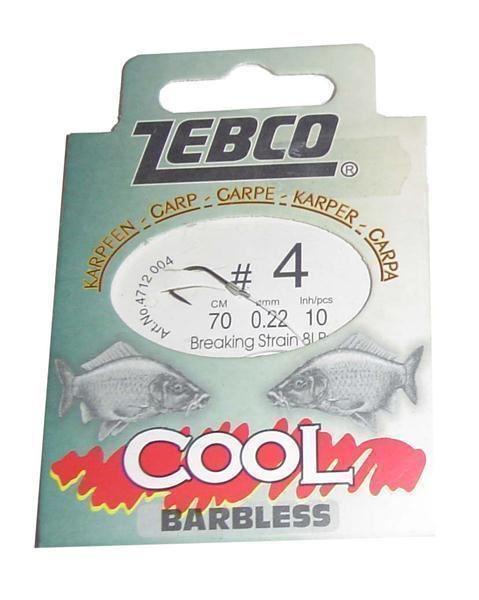 ZEBCO ®
KARPFEN - CARP - CARPE - KARPER - CARPA
Art.No.4712 004
# 4
CM ømm Inh/pcs
70 0.22 10
Breaking Strain 8LB
COOL
BARBLESS